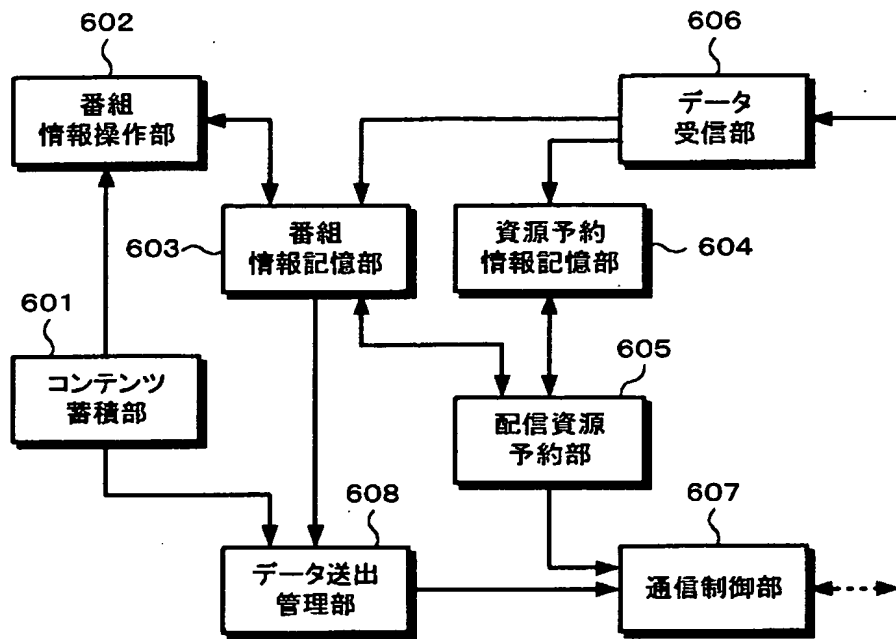 602
番組
情報操作部
606
データ
受信部
603
番組
情報記憶部
資源予約
情報記憶部
604
601
コンテンツ
蓄積部
605
配信資源
予約部
608
データ送出
管理部
607
通信制御部